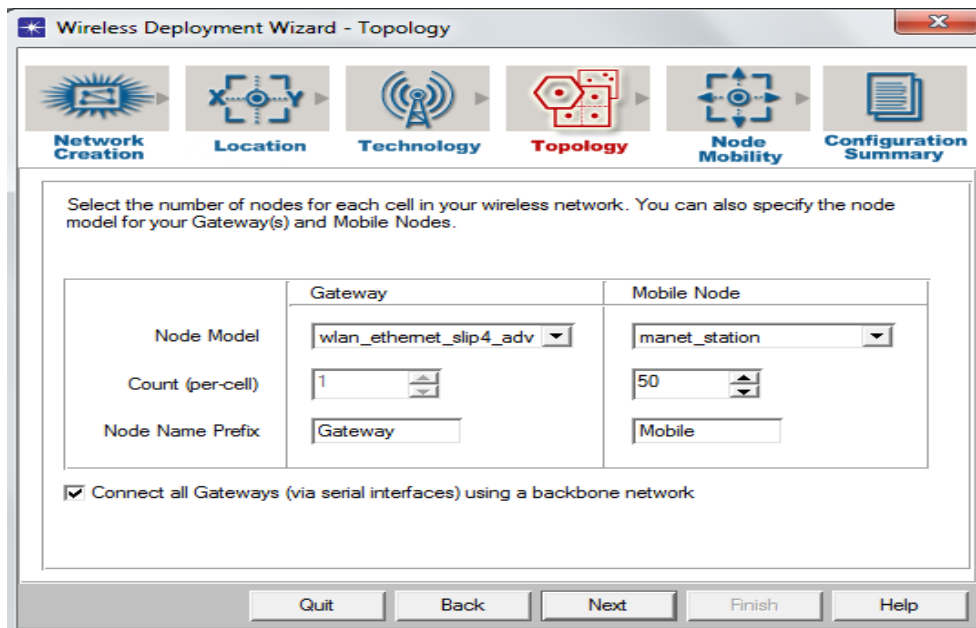 Wireless Deployment Wizard - Topology
X
Network Creation
Location
X Y
Technology
Topology
Node Mobility
Configuration Summary
Select the number of nodes for each cell in your wireless network. You can also specify the node
model for your Gateway(s) and Mobile Nodes.
Gateway Mobile Node
Node Model wlan_ethernet_slip4_adv manet_station
Count (per-cell) 1 50
Node Name Prefix Gateway Mobile
Connect all Gateways (via serial interfaces) using a backbone network
Quit Back Next Finish Help